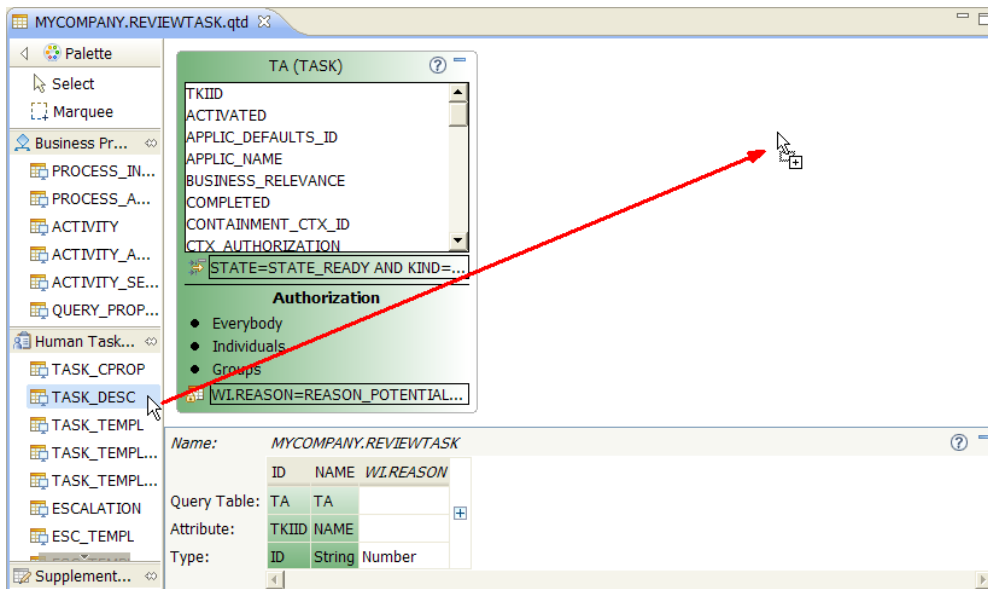 MYCOMPANY.REVIEWTASK.qtd
Palette
Select
Marquee
Business Pr...
PROCESS_IN...
PROCESS_A...
ACTIVITY
ACTIVITY_A...
ACTIVITY_SE...
QUERY_PROP...
Human Task...
TASK_CPROP
TASK_DESC
TASK_TEMPL
TASK_TEMPL...
TASK_TEMPL...
ESCALATION
ESC_TEMPL
Supplement...
TA (TASK)
TKIID
ACTIVATED
APPLIC_DEFAULTS_ID
APPLIC_NAME
BUSINESS_RELEVANCE
COMPLETED
CONTAINMENT_CTX_ID
CTX_AUTHORIZATION
STATE=STATE_READY AND KIND=...
Authorization
Everybody
Individuals
Groups
WI.REASON=REASON_POTENTIAL...
Name: MYCOMPANY.REVIEWTASK
ID NAME WI.REASON
Query Table: TA TA
Attribute: TKIID NAME
Type: ID String Number